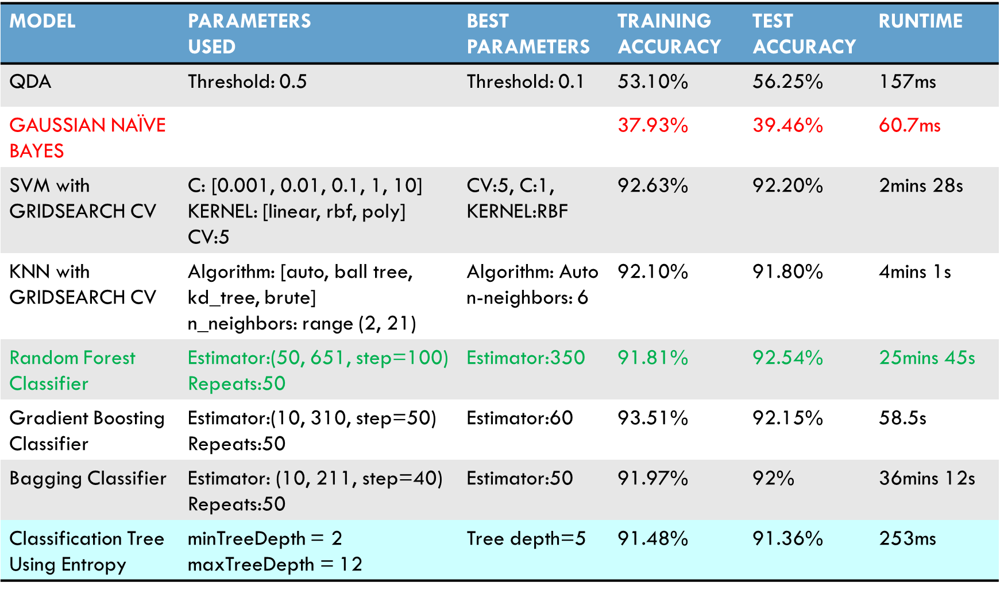 MODEL
PARAMETERS
USED
BEST
PARAMETERS
TRAINING
ACCURACY
TEST
ACCURACY
RUNTIME
QDA
Threshold: 0.5
Threshold: 0.1
53.10%
56.25%
157ms
GAUSSIAN NAÏVE
BAYES
37.93%
39.46%
60.7ms
SVM with
GRIDSEARCH CV
C: [0.001, 0.01, 0.1, 1, 10]
KERNEL: [linear, rbf, poly]
CV:5
CV:5, C:1,
KERNEL:RBF
92.63%
92.20%
2mins 28s
KNN with
GRIDSEARCH CV
Algorithm: [auto, ball tree,
kd_tree, brute]
n_neighbors: range (2, 21)
Algorithm: Auto
n-neighbors: 6
92.10%
91.80%
4mins 1s
Random Forest
Classifier
Estimator:(50, 651, step=100)
Repeats:50
Estimator:350
91.81%
92.54%
25mins 45s
Gradient Boosting
Classifier
Estimator:(10, 310, step=50)
Repeats:50
Estimator:60
93.51%
92.15%
58.5s
Bagging Classifier
Estimator: (10, 211, step=40)
Repeats:50
Estimator:50
91.97%
92%
36mins 12s
Classification Tree
Using Entropy
minTreeDepth = 2
maxTreeDepth = 12
Tree depth=5
91.48%
91.36%
253ms